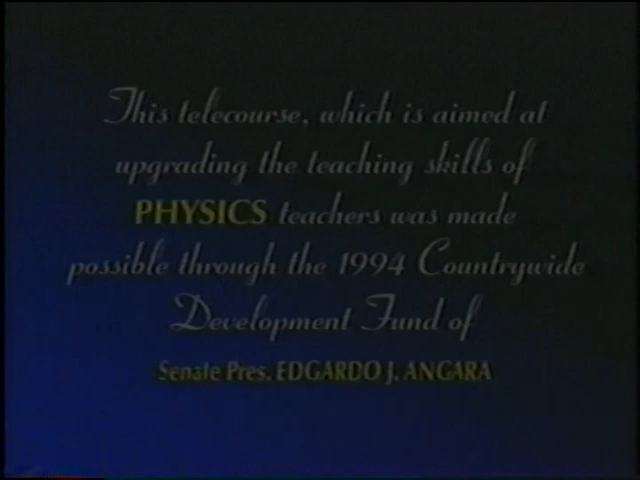 This telecourse, which is aimed at
upgrading the teaching skills of
PHYSICS teachers was made
possible through the 1994 Countrywide
Development Fund of
Senate Pres. EDGARDO J. ANGARA